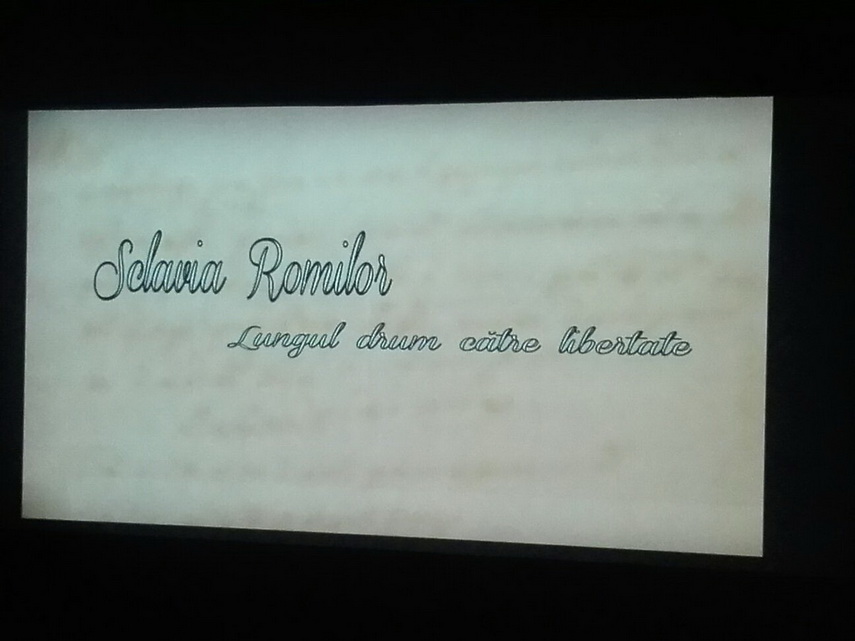 Sclavia Romilor
Lungul drum către libertate